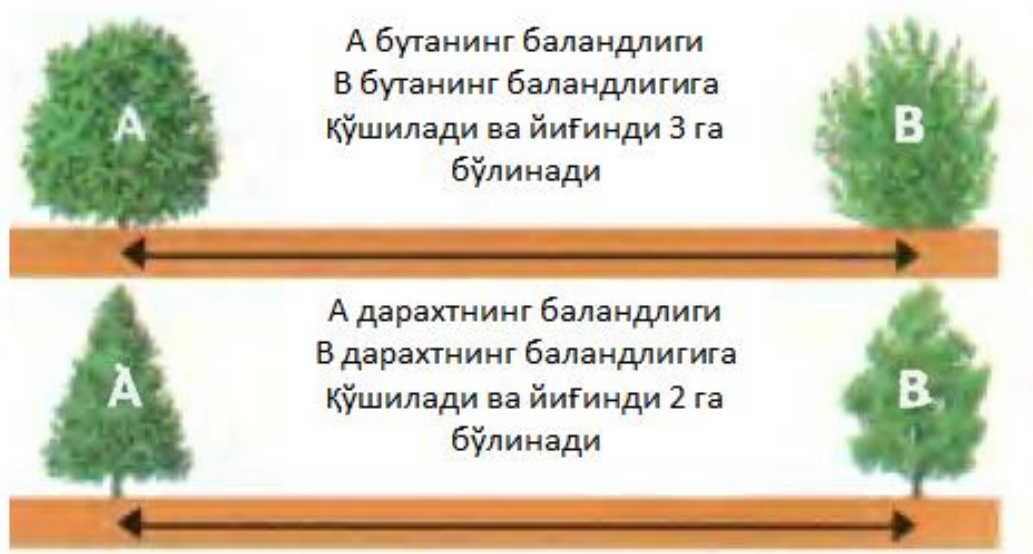 А бутанинг баландлиги
В бутанинг баландлигига
қўшилади ва йиғинди 3 га
бўлинади
A
B
А дарахтнинг баландлиги
В дарахтнинг баландлигига
қўшилади ва йиғинди 2 га
бўлинади
A
B